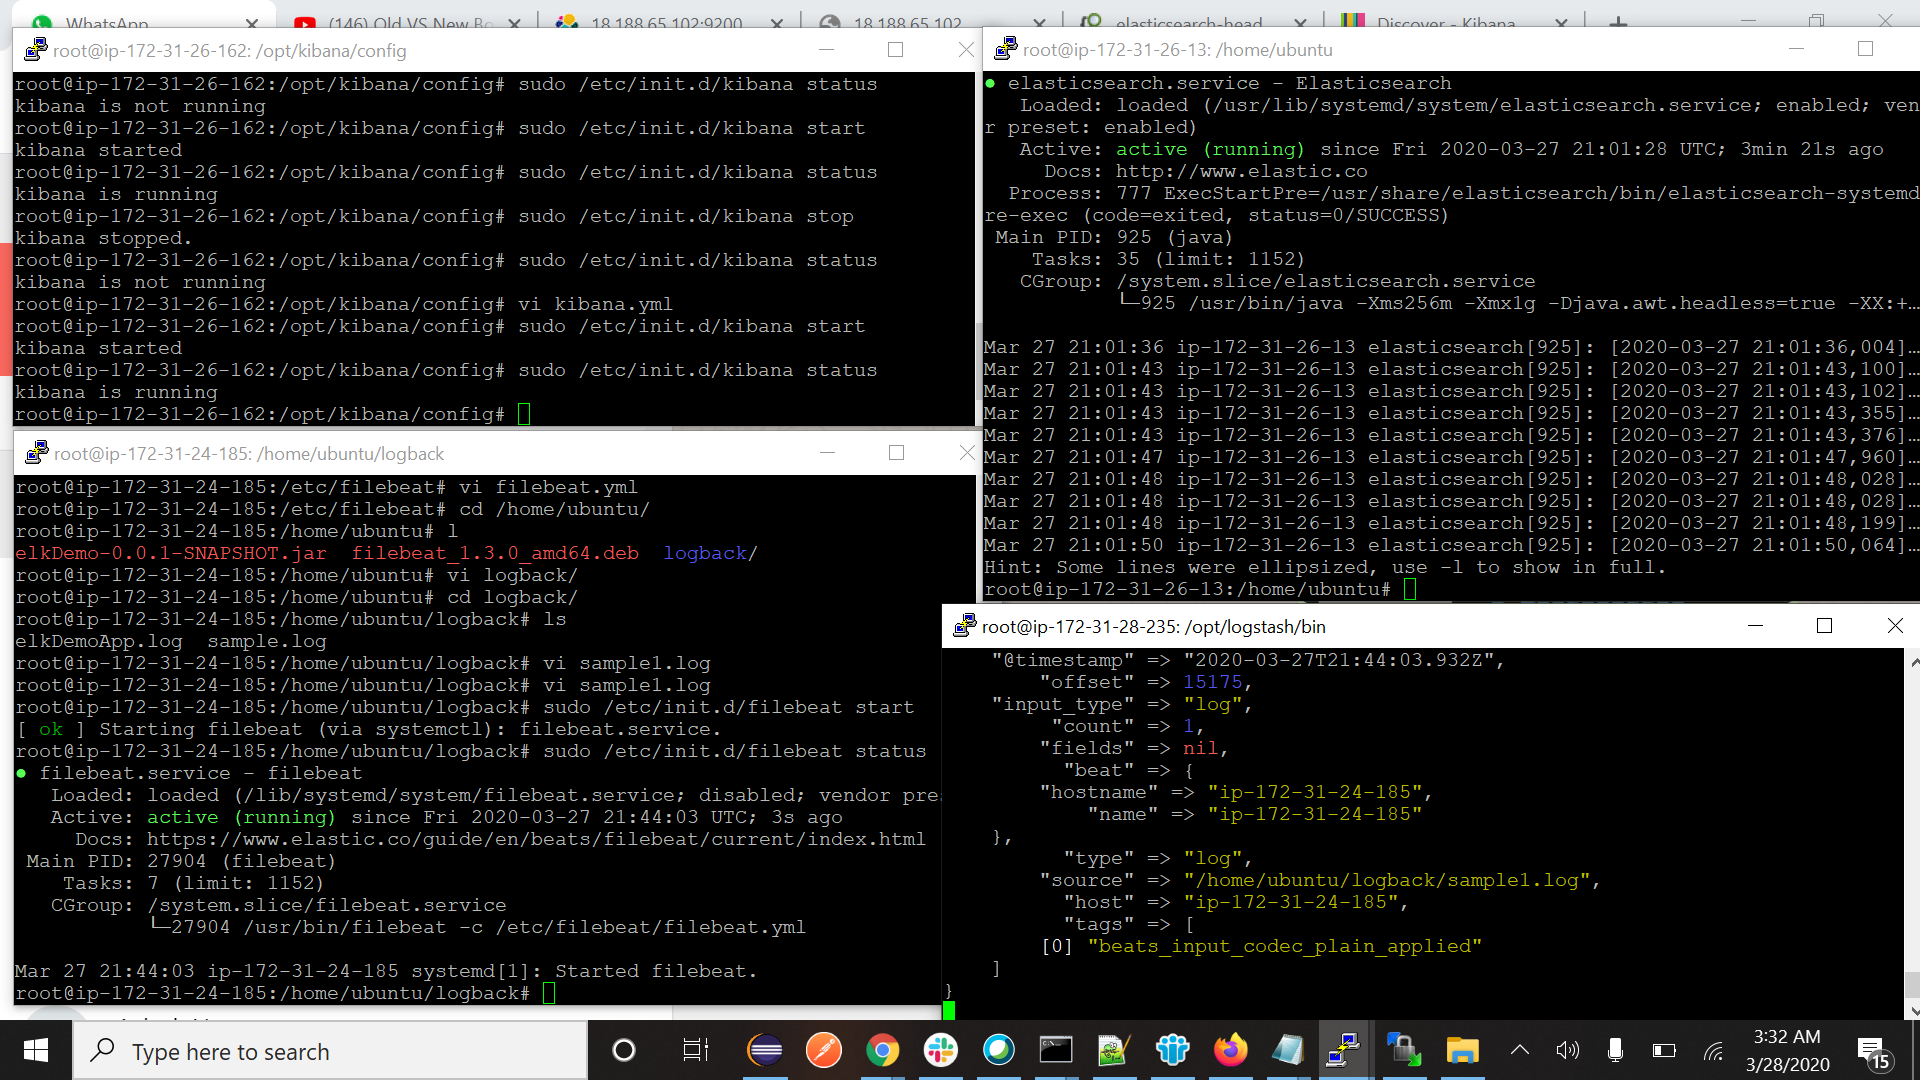 WhatsApp
(146) Old VS New Bo
18.188.65.102:9200
18.188.65.102
elasticsearch-head
Discover - Kibana
root@ip-172-31-26-162: /opt/kibana/config
root@ip-172-31-26-162:/opt/kibana/config# sudo /etc/init.d/kibana status
kibana is not running
root@ip-172-31-26-162:/opt/kibana/config# sudo /etc/init.d/kibana start
kibana started
root@ip-172-31-26-162:/opt/kibana/config# sudo /etc/init.d/kibana status
kibana is running
root@ip-172-31-26-162:/opt/kibana/config# sudo /etc/init.d/kibana stop
kibana stopped.
root@ip-172-31-26-162:/opt/kibana/config# sudo /etc/init.d/kibana status
kibana is not running
root@ip-172-31-26-162:/opt/kibana/config# vi kibana.yml
root@ip-172-31-26-162:/opt/kibana/config# sudo /etc/init.d/kibana start
kibana started
root@ip-172-31-26-162:/opt/kibana/config# sudo /etc/init.d/kibana status
kibana is running
root@ip-172-31-26-162:/opt/kibana/config#
root@ip-172-31-26-13: /home/ubuntu
● elasticsearch.service - Elasticsearch
Loaded: loaded (/usr/lib/systemd/system/elasticsearch.service; enabled; ven
r preset: enabled)
Active: active (running) since Fri 2020-03-27 21:01:28 UTC; 3min 21s ago
Docs: http://www.elastic.co
Process: 777 ExecStartPre=/usr/share/elasticsearch/bin/elasticsearch-systemd
re-exec (code=exited, status=0/SUCCESS)
Main PID: 925 (java)
Tasks: 35 (limit: 1152)
CGroup: /system.slice/elasticsearch.service
└─925 /usr/bin/java -Xms256m -Xmx1g -Djava.awt.headless=true -XX:+…
Mar 27 21:01:36 ip-172-31-26-13 elasticsearch[925]: [2020-03-27 21:01:36,004]…
Mar 27 21:01:43 ip-172-31-26-13 elasticsearch[925]: [2020-03-27 21:01:43,100]…
Mar 27 21:01:43 ip-172-31-26-13 elasticsearch[925]: [2020-03-27 21:01:43,102]…
Mar 27 21:01:43 ip-172-31-26-13 elasticsearch[925]: [2020-03-27 21:01:43,355]…
Mar 27 21:01:43 ip-172-31-26-13 elasticsearch[925]: [2020-03-27 21:01:43,376]…
Mar 27 21:01:47 ip-172-31-26-13 elasticsearch[925]: [2020-03-27 21:01:47,960]…
Mar 27 21:01:48 ip-172-31-26-13 elasticsearch[925]: [2020-03-27 21:01:48,028]…
Mar 27 21:01:48 ip-172-31-26-13 elasticsearch[925]: [2020-03-27 21:01:48,028]…
Mar 27 21:01:48 ip-172-31-26-13 elasticsearch[925]: [2020-03-27 21:01:48,199]…
Mar 27 21:01:50 ip-172-31-26-13 elasticsearch[925]: [2020-03-27 21:01:50,064]…
Hint: Some lines were ellipsized, use -l to show in full.
root@ip-172-31-26-13:/home/ubuntu#
root@ip-172-31-24-185: /home/ubuntu/logback
root@ip-172-31-24-185:/etc/filebeat# vi filebeat.yml
root@ip-172-31-24-185:/etc/filebeat# cd /home/ubuntu/
root@ip-172-31-24-185:/home/ubuntu# l
elkDemo-0.0.1-SNAPSHOT.jar filebeat_1.3.0_amd64.deb logback/
root@ip-172-31-24-185:/home/ubuntu# vi logback/
root@ip-172-31-24-185:/home/ubuntu# cd logback/
root@ip-172-31-24-185:/home/ubuntu/logback# ls
elkDemoApp.log sample.log
root@ip-172-31-24-185:/home/ubuntu/logback# vi sample1.log
root@ip-172-31-24-185:/home/ubuntu/logback# vi sample1.log
root@ip-172-31-24-185:/home/ubuntu/logback# sudo /etc/init.d/filebeat start
[ ok ] Starting filebeat (via systemctl): filebeat.service.
root@ip-172-31-24-185:/home/ubuntu/logback# sudo /etc/init.d/filebeat status
● filebeat.service - filebeat
Loaded: loaded (/lib/systemd/system/filebeat.service; disabled; vendor pre
Active: active (running) since Fri 2020-03-27 21:44:03 UTC; 3s ago
Docs: https://www.elastic.co/guide/en/beats/filebeat/current/index.html
Main PID: 27904 (filebeat)
Tasks: 7 (limit: 1152)
CGroup: /system.slice/filebeat.service
└─27904 /usr/bin/filebeat -c /etc/filebeat/filebeat.yml
Mar 27 21:44:03 ip-172-31-24-185 systemd[1]: Started filebeat.
root@ip-172-31-24-185:/home/ubuntu/logback#
root@ip-172-31-28-235: /opt/logstash/bin
"@timestamp" => "2020-03-27T21:44:03.932Z",
"offset" => 15175,
"input_type" => "log",
"count" => 1,
"fields" => nil,
"beat" => {
"hostname" => "ip-172-31-24-185",
"name" => "ip-172-31-24-185"
},
"type" => "log",
"source" => "/home/ubuntu/logback/sample1.log",
"host" => "ip-172-31-24-185",
"tags" => [
[0] "beats_input_codec_plain_applied"
]
}
Type here to search
3:32 AM
3/28/2020
15